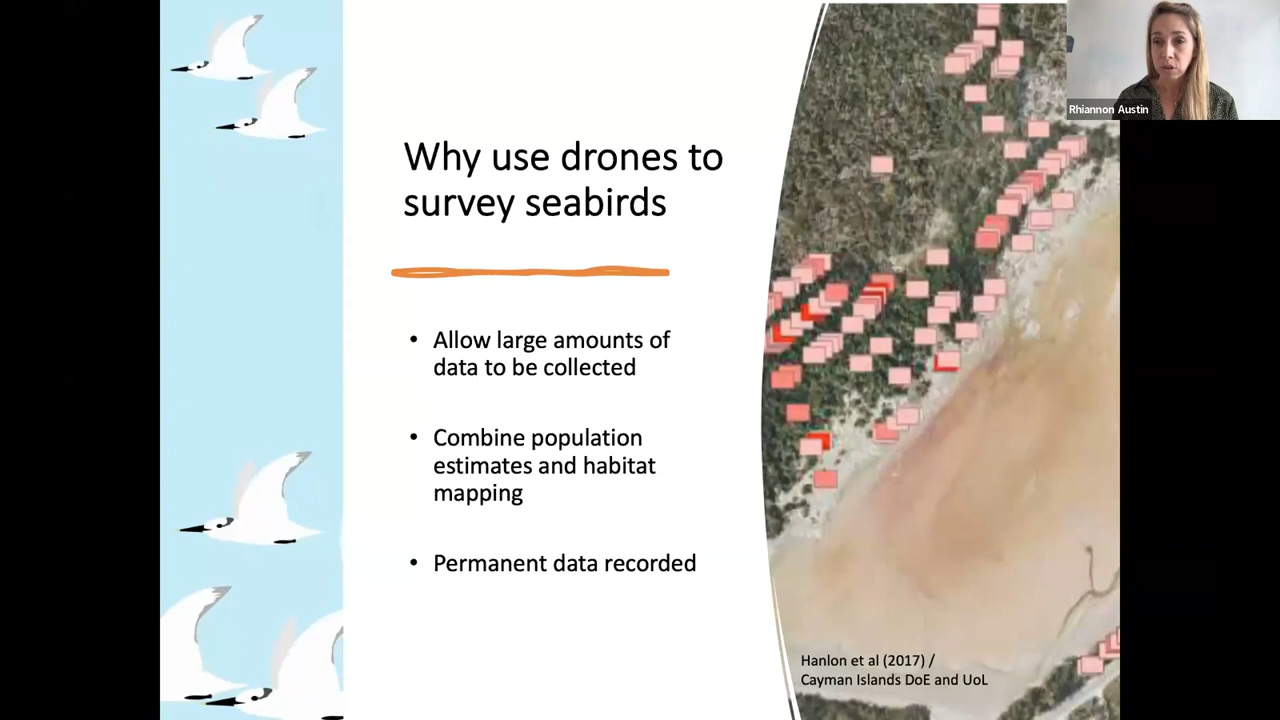 Rhiannon Austin
Why use drones to
survey seabirds
• Allow large amounts of
data to be collected
• Combine population
estimates and habitat
mapping
• Permanent data recorded
Hanlon et al (2017) /
Cayman Islands DoE and UoL